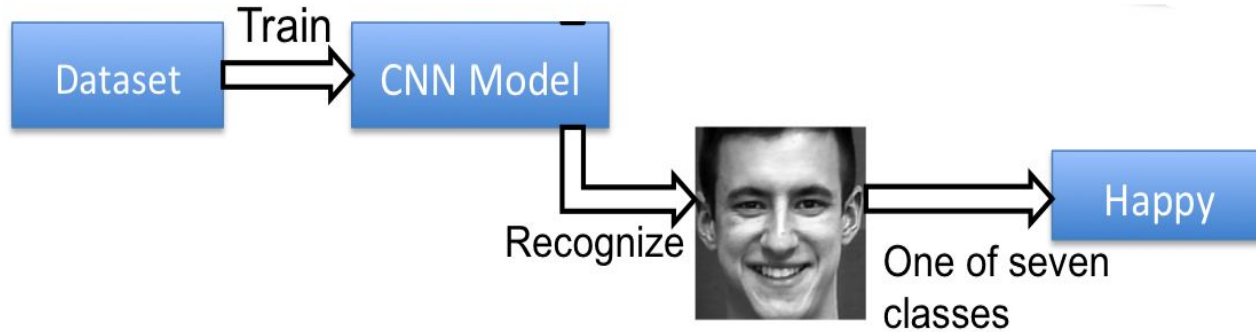 Train
Dataset
CNN Model
Recognize
Happy
One of seven
classes